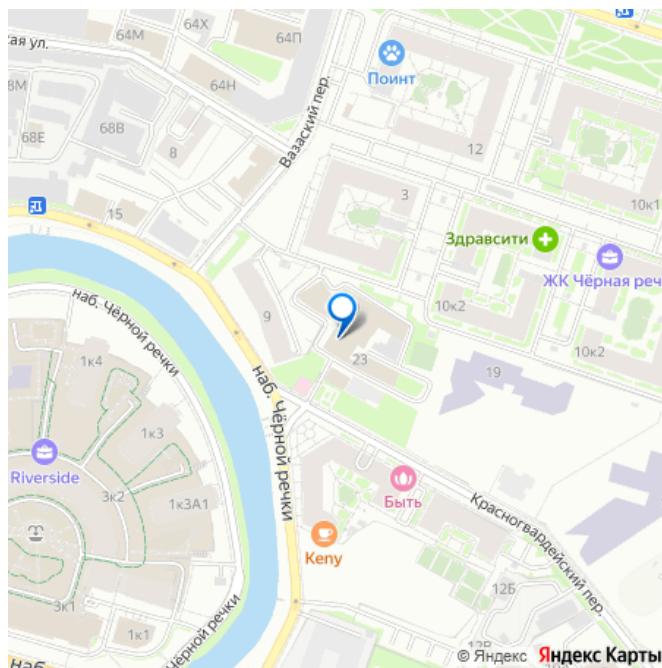 64М
64Х
64П
кая ул.
8М
64Н
Вазаский пер.
Поинт
68В
68Е
8
12
3
10к1
15
Здравсити
ЖК Чёрная реч
наб. Чёрной речки
9
10к2
23
19
10к2
1к4
наб. Чёрной речки
1к3
Riverside
3к2
1к3А1
Быть
Красногвардейский пер.
Keny
12Б
3к1
1к1
Чёрной речки
12В
наб
© Яндекс Яндекс Карты